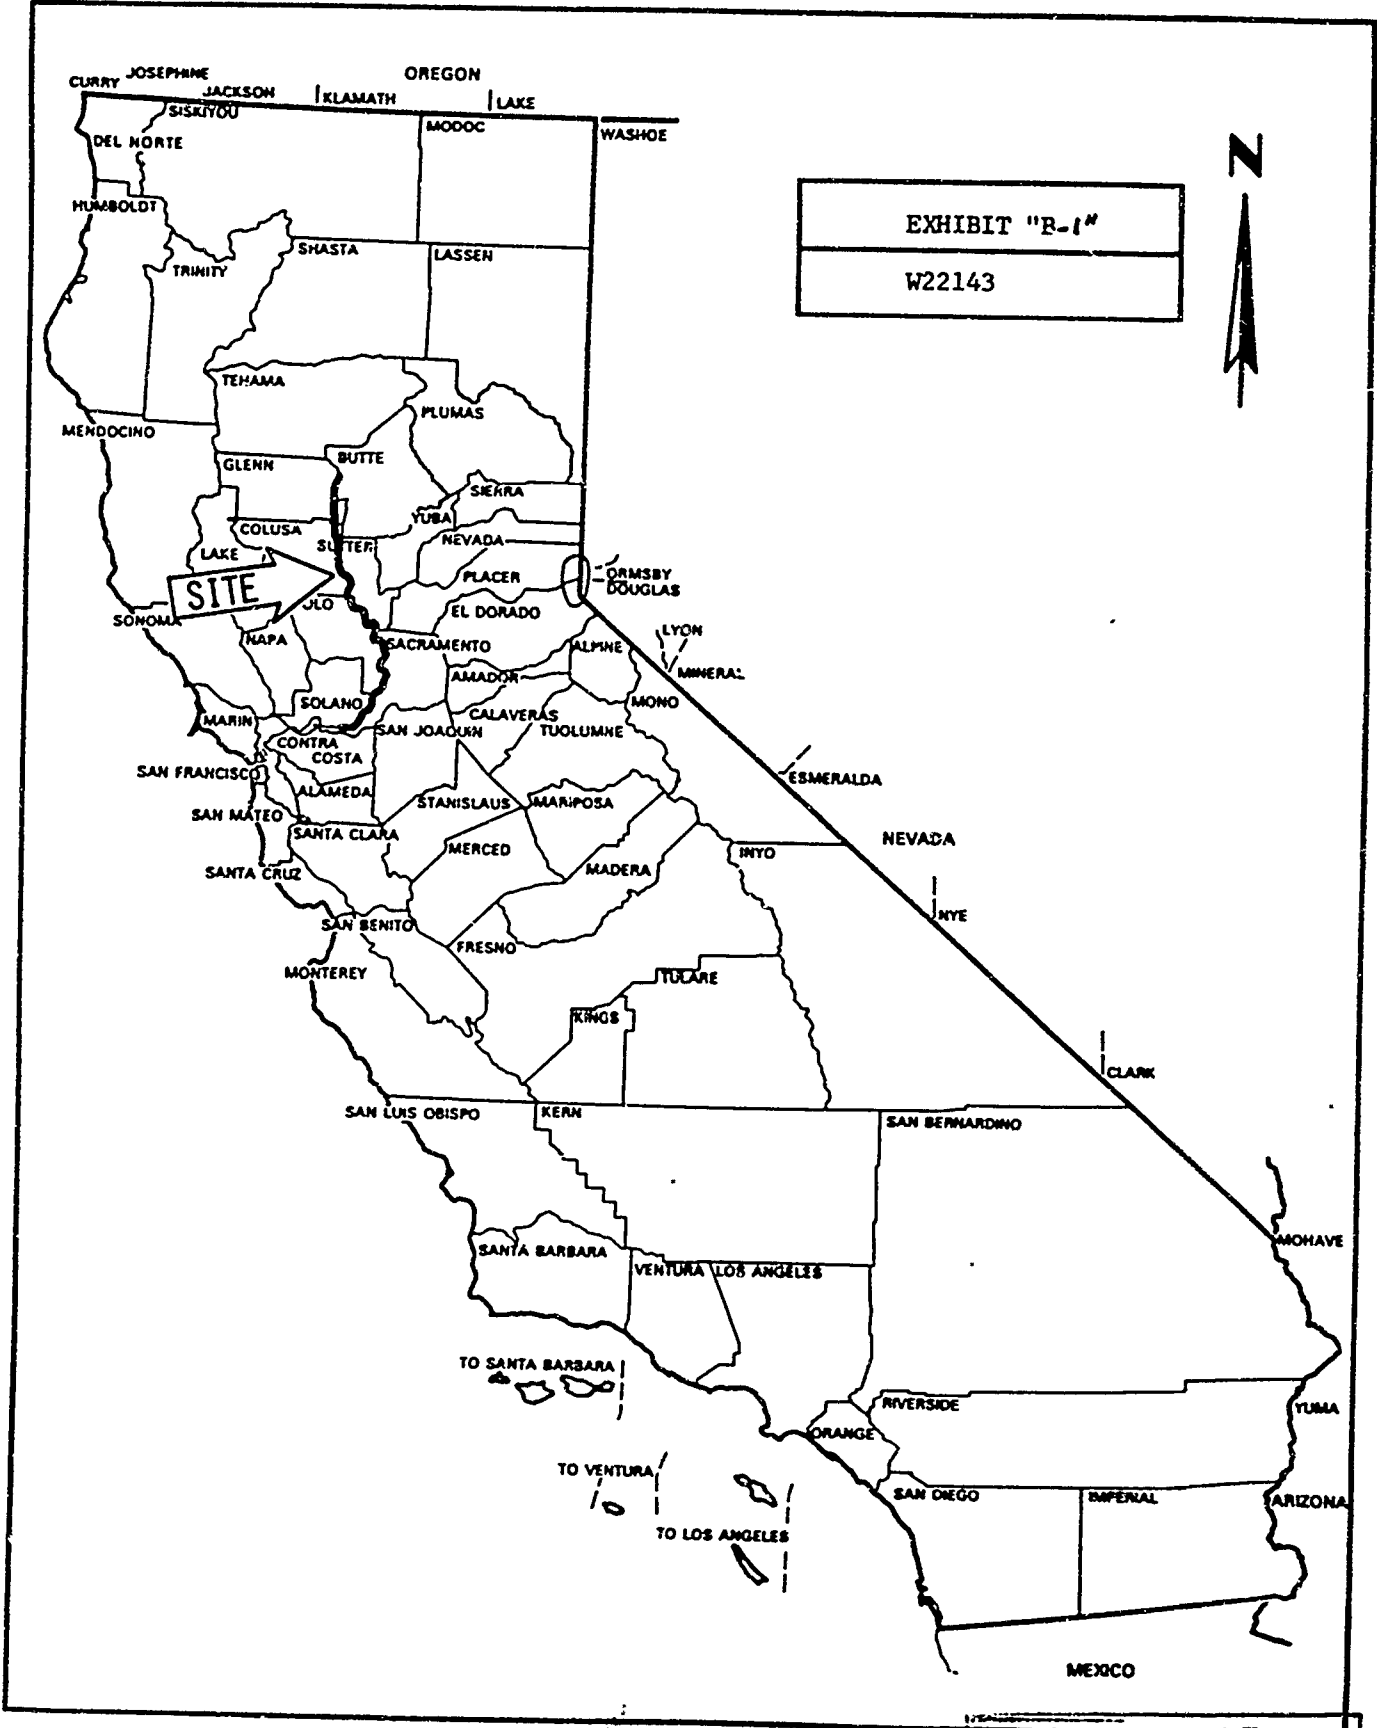 JOSEPHINE OREGON
CURRY JACKSON KLAMATH LAKE
SISKIYOU MODOC WASHOE
DEL NORTE
HUMBOLDT
SHASTA LASSEN
TRINITY
EXHIBIT "B-1"
W22143
N
TEHAMA
PLUMAS
MENDOCINO
GLENN BUTTE
SIERRA
YUBA
COLUSA
SUTTER NEVADA
LAKE
PLACER ORMSBY
DOUGLAS
SITE
OLO EL DORADO
SONOMA
NAPA SACRAMENTO ALPINE LYON
AMADOR MINERAL
SOLANO MONO
MARIN CALAVERAS
SAN JOAQUIN TUOLUMNE
CONTRA
COSTA
SAN FRANCISCO ESMERALDA
ALAMEDA STANISLAUS MARIPOSA
SAN MATEO
SANTA CLARA NEVADA
MERCED INYO
SANTA CRUZ MADERA
NYE
SAN BENITO
FRESNO
MONTEREY TULARE
KINGS
CLARK
SAN LUIS OBISPO KERN SAN BERNARDINO
MOHAVE
SANTA BARBARA
VENTURA LOS ANGELES
TO SANTA BARBARA
RIVERSIDE YUMA
ORANGE
TO VENTURA
SAN DIEGO IMPERIAL ARIZONA
TO LOS ANGELES
MEXICO